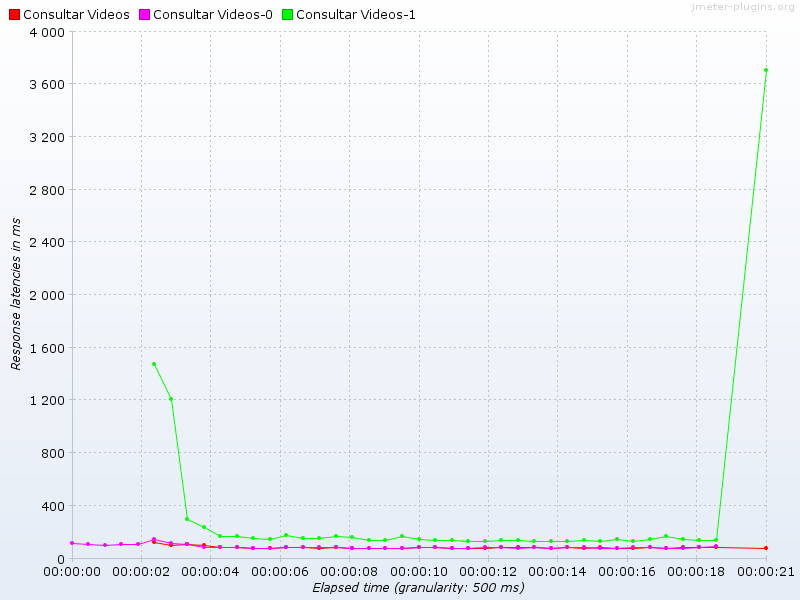 jmeter-plugins.org
Consultar Videos Consultar Videos-0 Consultar Videos-1
4 000
3 600
3 200
2 800
2 400
2 000
1 600
1 200
800
400
0
Response latencies in ms
00:00:00 00:00:02 00:00:04 00:00:06 00:00:08 00:00:10 00:00:12 00:00:14 00:00:16 00:00:18 00:00:21
Elapsed time (granularity: 500 ms)